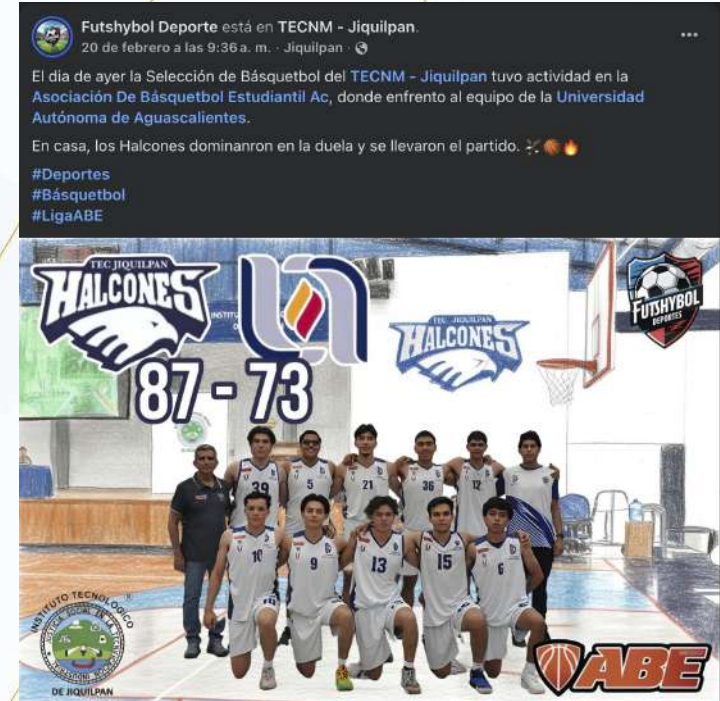 Futshybol Deporte está en TECNM - Jiquilpan.
20 de febrero a las 9:36 a. m. · Jiquilpan ·
El día de ayer la Selección de Básquetbol del TECNM - Jiquilpan tuvo actividad en la
Asociación De Básquetbol Estudiantil Ac, donde enfrento al equipo de la Universidad
Autónoma de Aguascalientes.
En casa, los Halcones dominanron en la duela y se llevaron el partido.
#Deportes
#Básquetbol
#LigaABE
TEC JIQUILPAN
HALCONES
87 - 73
INSTITU
TEC JIQUILPAN
HALCONES
FUTSHYBOL
DEPORTES
39
5
21
36
12
10
9
13
15
6
INSTITUTO TECNOLOGICO
DE JIQUILPAN
ABE